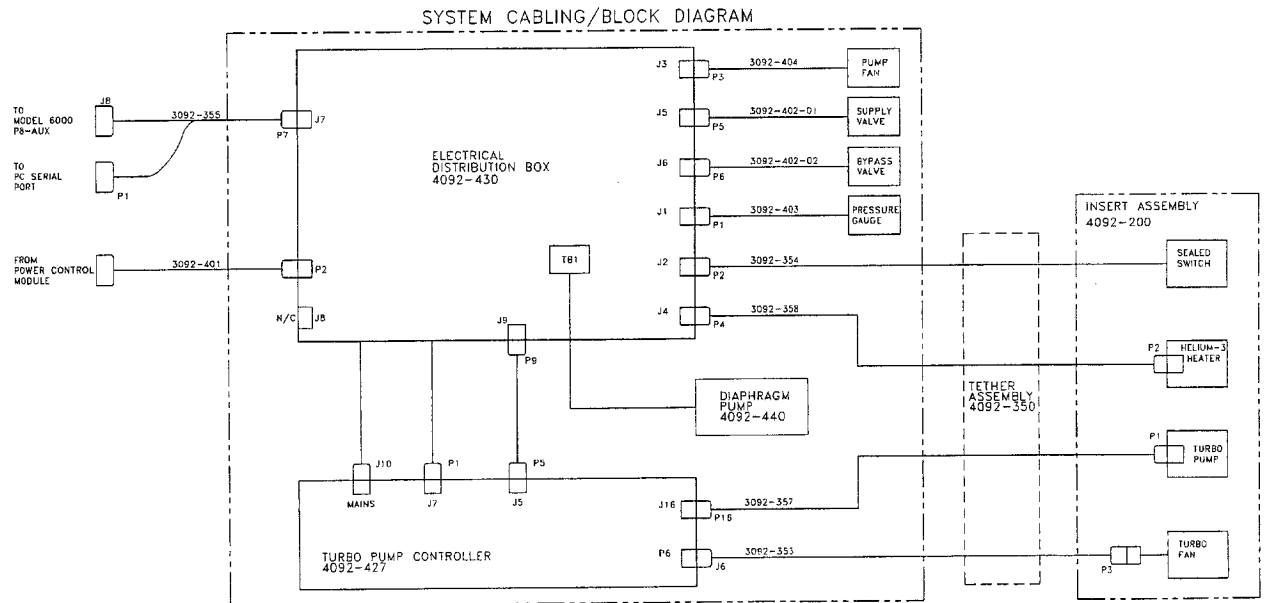 SYSTEM CABLING/BLOCK DIAGRAM
TO
MODEL 6000
P8-AUX
J8
3092-355
P7
J7
TO
PC SERIAL
PORT
P1
FROM
POWER CONTROL
MODULE
3092-401
P2
N/C
J8
ELECTRICAL
DISTRIBUTION BOX
4092-430
TB1
J9
P9
J3
P3
3092-404
PUMP
FAN
J5
P5
3092-402-01
SUPPLY
VALVE
J6
P6
3092-402-02
BYPASS
VALVE
J1
P1
3092-403
PRESSURE
GAUGE
J2
P2
3092-354
J4
P4
3092-358
DIAPHRAGM
PUMP
4092-440
TETHER
ASSEMBLY
4092-350
INSERT ASSEMBLY
4092-200
SEALED
SWITCH
P2
HELIUM-3
HEATER
P1
TURBO
PUMP
P3
TURBO
FAN
J10
MAINS
P1
J7
P5
J5
TURBO PUMP CONTROLLER
4092-427
J16
P16
3092-357
P6
J6
3092-353